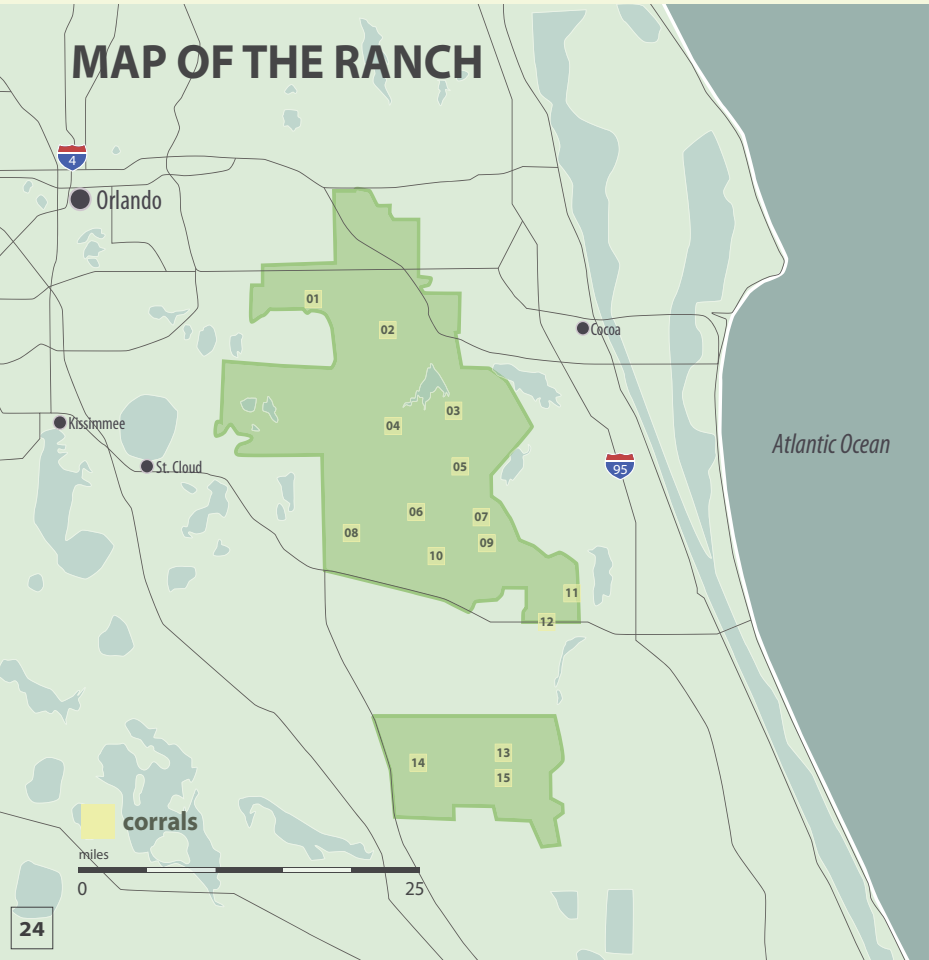 MAP OF THE RANCH
4
Orlando
01
02
Cocoa
03
04
Kissimmee
Atlantic Ocean
St. Cloud
05
95
06
07
08
09
10
11
12
13
14
15
corrals
miles
0 25
24